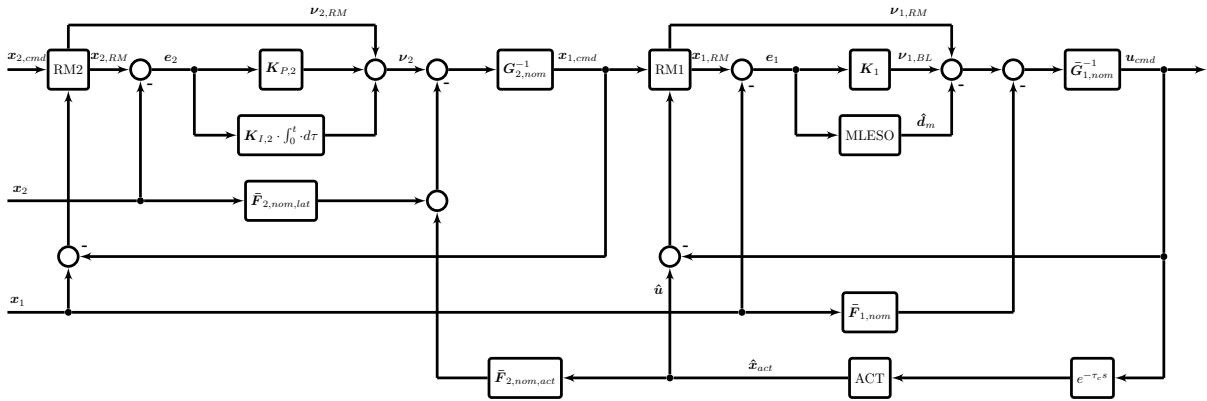 ν_{2,RM}
ν_{1,RM}
x_{2,cmd}
RM2
x_{2,RM}
-
e_2
K_{P,2}
ν_2
-
G_{2,nom}^{-1}
x_{1,cmd}
RM1
x_{1,RM}
-
e_1
K_1
ν_{1,BL}
-
-
Ḡ_{1,nom}^{-1}
u_{cmd}
K_{I,2} · ∫_0^t · dτ
MLESO
d̂_m
x_2
F̄_{2,nom,lat}
-
-
û
x_1
F̄_{1,nom}
F̄_{2,nom,act}
x̂_{act}
ACT
e^{-τ_c s}